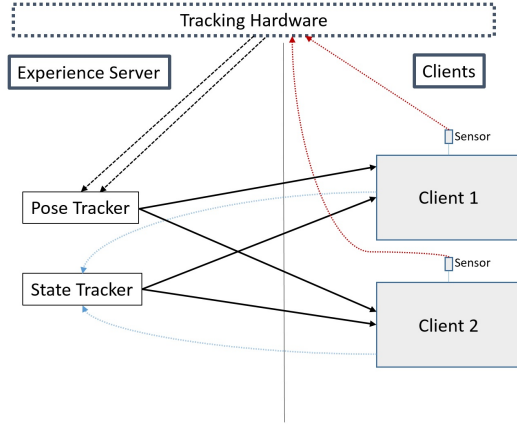 Tracking Hardware
Experience Server
Clients
Sensor
Client 1
Pose Tracker
Sensor
State Tracker
Client 2